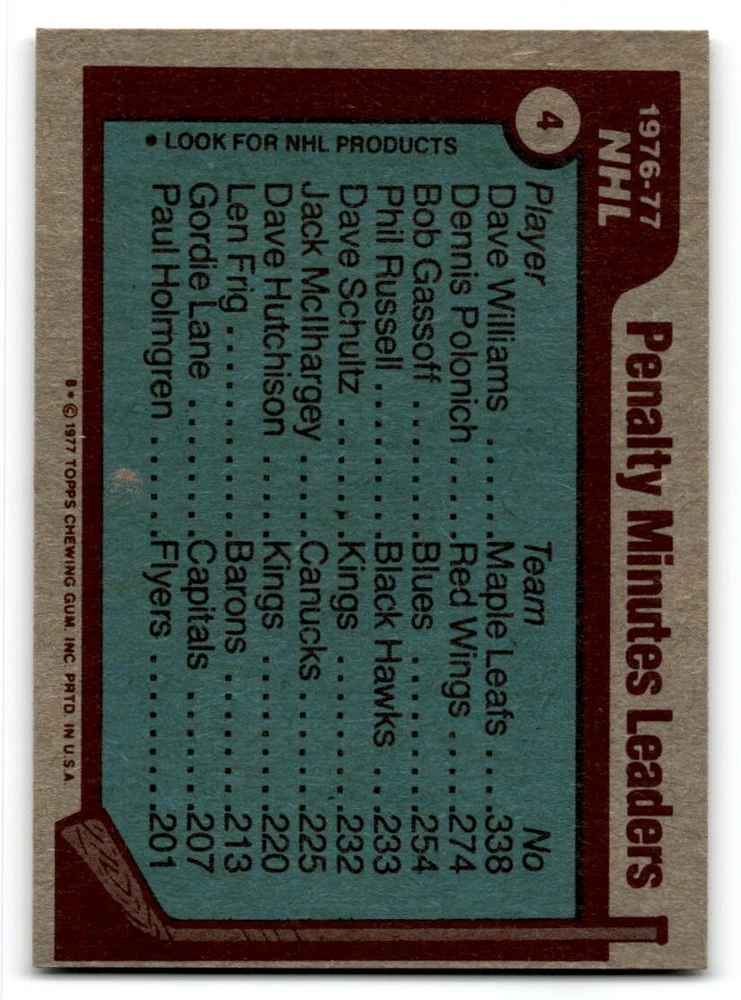 1976-77
NHL
Penalty Minutes Leaders
4
Player Team No
Dave Williams ......Maple Leafs ...338
Dennis Polonich ....Red Wings ....274
Bob Gassoff .........Blues ...........254
Phil Russell..........Black Hawks ..233
Dave Schultz .......Kings ...........232
Jack McIlhargey ....Canucks........225
Dave Hutchison ....Kings ...........220
Len Frig ..............Barons .........213
Gordie Lane .........Capitals ........207
Paul Holmgren .....Flyers ..........201
• LOOK FOR NHL PRODUCTS
B* © 1977 TOPPS CHEWING GUM, INC. PRTD. IN U.S.A.